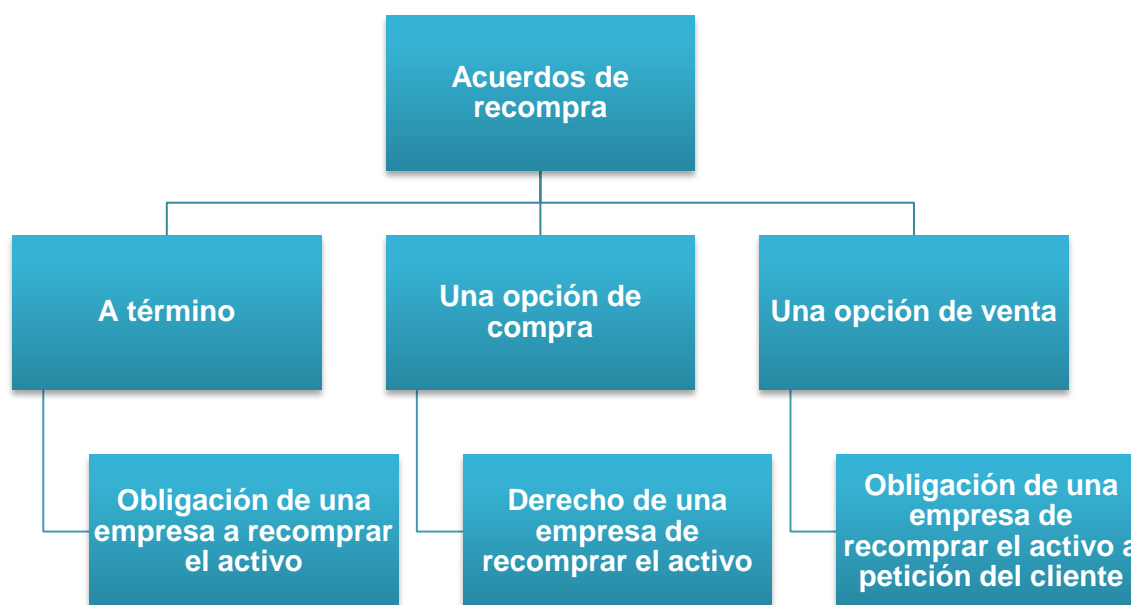 Acuerdos de
recompra
A término
Una opción de
compra
Una opción de venta
Obligación de una
empresa a recomprar
el activo
Derecho de una
empresa de
recomprar el activo
Obligación de una
empresa de
recomprar el activo a
petición del cliente